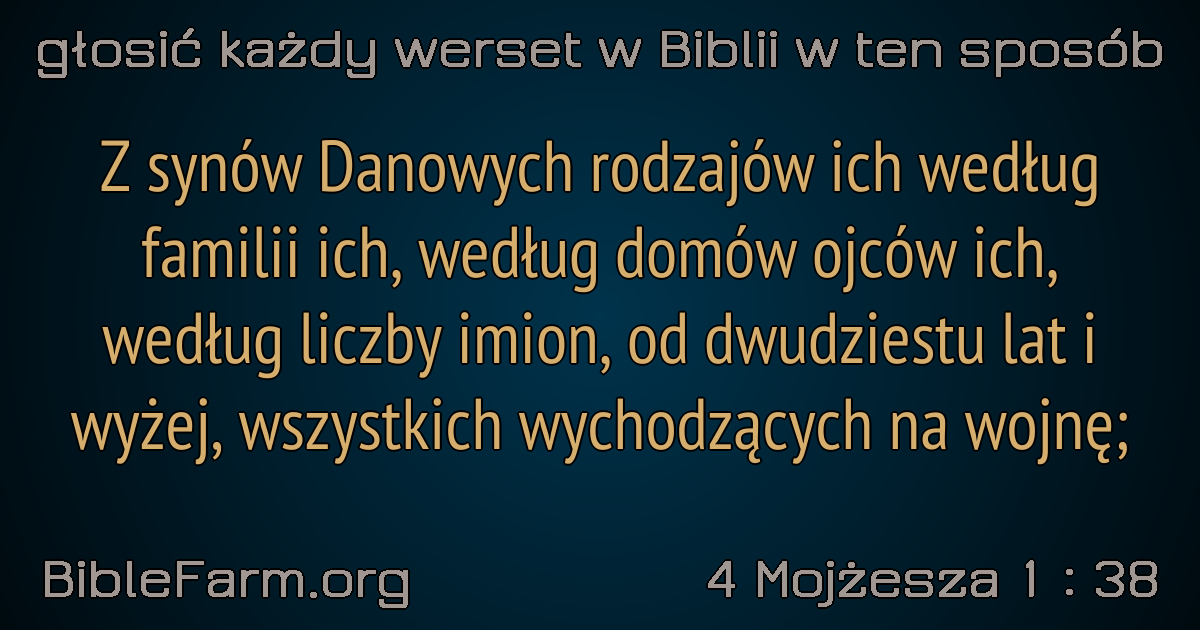 głosić każdy werset w Biblii w ten sposób
Z synów Danowych rodzajów ich według
familii ich, według domów ojców ich,
według liczby imion, od dwudziestu lat i
wyżej, wszystkich wychodzących na wojnę;
BibleFarm.org
4 Mojżesza 1 : 38